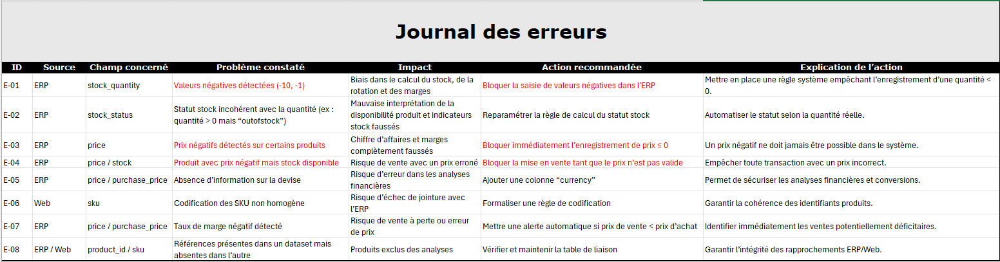 Journal des erreurs
ID Source Champ concerné Problème constaté Impact Action recommandée Explication de l’action
E-01 ERP stock_quantity Valeurs négatives détectées (-10, -1) Biais dans le calcul du stock, de la rotation et des marges Bloquer la saisie de valeurs négatives dans l’ERP Mettre en place une règle système empêchant l’enregistrement d’une quantité < 0.
E-02 ERP stock_status Statut stock incohérent avec la quantité (ex : quantité > 0 mais “outofstock”) Mauvaise interprétation de la disponibilité produit et indicateurs stock faussés Reparamétrer la règle de calcul du statut stock Automatiser le statut selon la quantité réelle.
E-03 ERP price Prix négatifs détectés sur certains produits Chiffre d’affaires et marges complètement faussés Bloquer immédiatement l’enregistrement de prix ≤ 0 Un prix négatif ne doit jamais être possible dans le système.
E-04 ERP price / stock Produit avec prix négatif mais stock disponible Risque de vente avec un prix erroné Bloquer la mise en vente tant que le prix n’est pas valide Empêcher toute transaction avec un prix incorrect.
E-05 ERP price / purchase_price Absence d’information sur la devise Risque d’erreur dans les analyses financières Ajouter une colonne “currency” Permet de sécuriser les analyses financières et conversions.
E-06 Web sku Codification des SKU non homogène Risque d’échec de jointure avec l’ERP Formaliser une règle de codification Garantir la cohérence des identifiants produits.
E-07 ERP price / purchase_price Taux de marge négatif détecté Risque de vente à perte ou erreur de prix Mettre une alerte automatique si prix de vente < prix d’achat Identifier immédiatement les ventes potentiellement déficitaires.
E-08 ERP / Web product_id / sku Références présentes dans un dataset mais absentes dans l’autre Produits exclus des analyses Vérifier et maintenir la table de liaison Garantir l’intégrité des rapprochements ERP/Web.